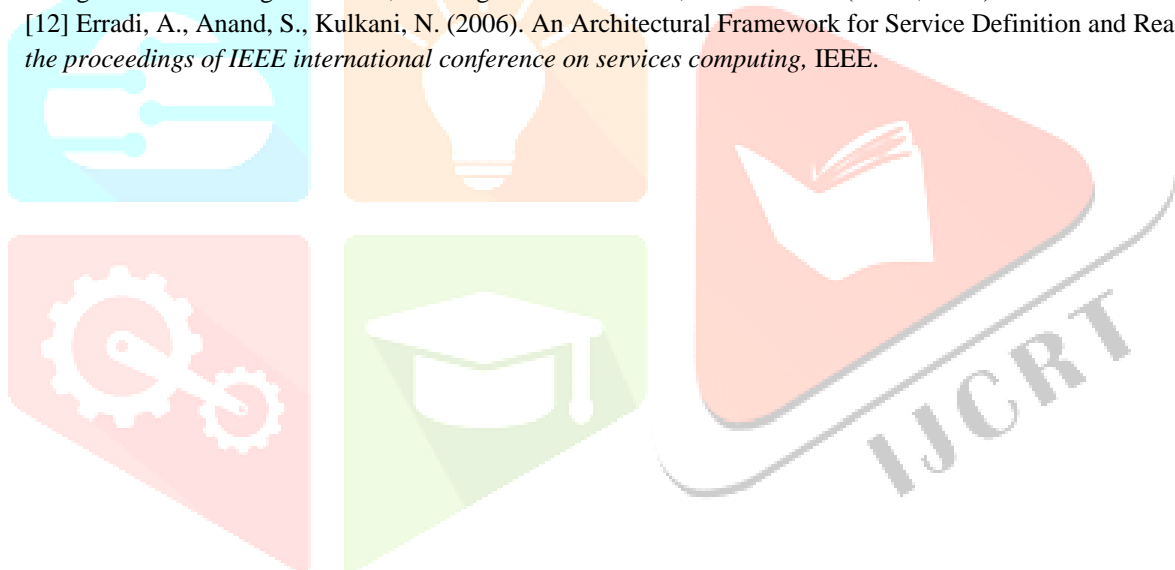 [12] Erradi, A., Anand, S., Kulkani, N. (2006). An Architectural Framework for Service Definition and Rea
the proceedings of IEEE international conference on services computing, IEEE.
IJCRT